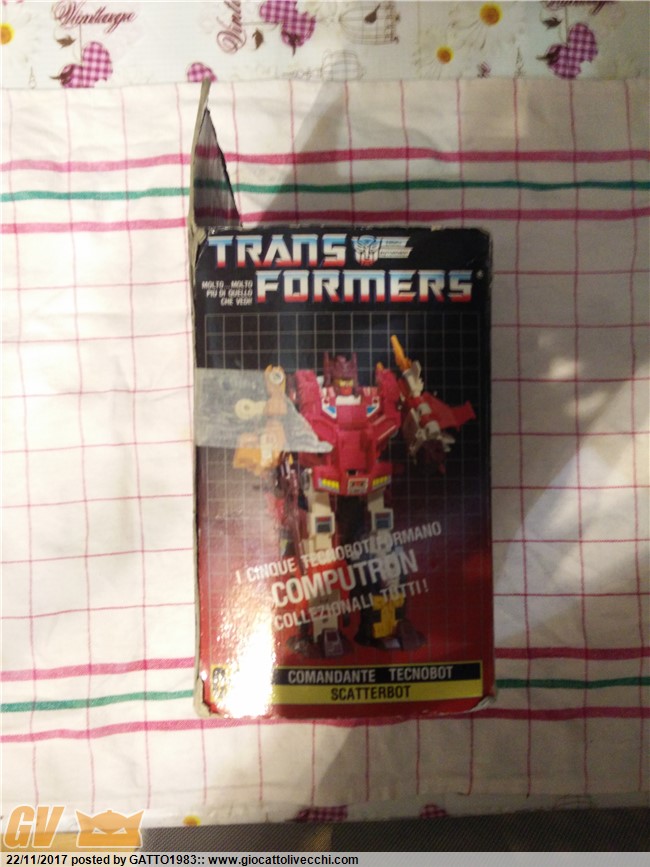 Vintage
TRANS
FORMERS
MOLTO... MOLTO
PIÙ DI QUELLO
CHE VEDI!
I CINQUE TECNOBOT FORMANO
COMPUTRON
COLLEZIONALI TUTTI!
COMANDANTE TECNOBOT
SCATTERBOT
GV
22/11/2017 posted by GATTO1983:: www.giocattolivecchi.com